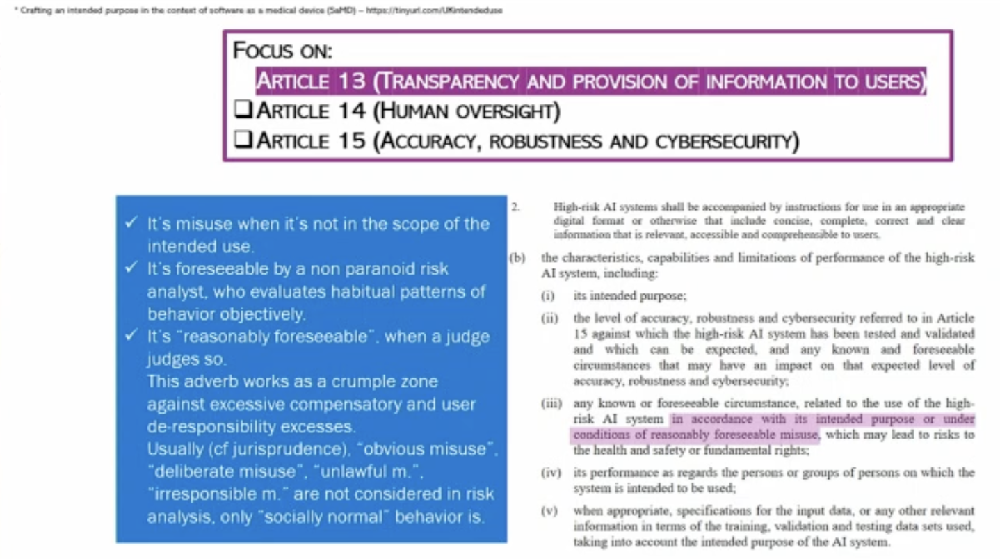 * Crafting an intended purpose in the context of software as a medical device (SaMD) – https://tinyurl.com/UKintendeduse
FOCUS ON:
ARTICLE 13 (TRANSPARENCY AND PROVISION OF INFORMATION TO USERS)
❑ARTICLE 14 (HUMAN OVERSIGHT)
❑ARTICLE 15 (ACCURACY, ROBUSTNESS AND CYBERSECURITY)
✓ It's misuse when it's not in the scope of the
intended use.
✓ It's foreseeable by a non paranoid risk
analyst, who evaluates habitual patterns of
behavior objectively.
✓ It's "reasonably foreseeable", when a judge
judges so.
This adverb works as a crumple zone
against excessive compensatory and user
de-responsibility excesses.
Usually (cf jurisprudence), "obvious misuse",
"deliberate misuse", "unlawful m.",
"irresponsible m." are not considered in risk
analysis, only "socially normal" behavior is.
2. High-risk AI systems shall be accompanied by instructions for use in an appropriate
digital format or otherwise that include concise, complete, correct and clear
information that is relevant, accessible and comprehensible to users.
(b) the characteristics, capabilities and limitations of performance of the high-risk
AI system, including:
(i) its intended purpose;
(ii) the level of accuracy, robustness and cybersecurity referred to in Article
15 against which the high-risk AI system has been tested and validated
and which can be expected, and any known and foreseeable
circumstances that may have an impact on that expected level of
accuracy, robustness and cybersecurity;
(iii) any known or foreseeable circumstance, related to the use of the high-
risk AI system in accordance with its intended purpose or under
conditions of reasonably foreseeable misuse, which may lead to risks to
the health and safety or fundamental rights;
(iv) its performance as regards the persons or groups of persons on which the
system is intended to be used;
(v) when appropriate, specifications for the input data, or any other relevant
information in terms of the training, validation and testing data sets used,
taking into account the intended purpose of the AI system.